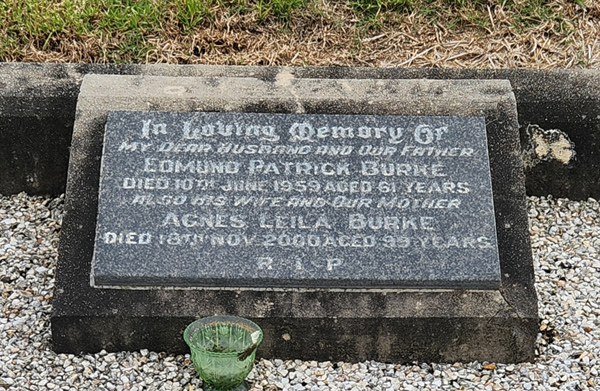 In Loving Memory Of
MY DEAR HUSBAND AND OUR FATHER
EDMUND PATRICK BURKE
DIED 10TH JUNE 1959 AGED 61 YEARS
ALSO HIS WIFE AND OUR MOTHER
AGNES LEILA BURKE
DIED 18TH NOV. 2000 AGED 99 YEARS
R I P